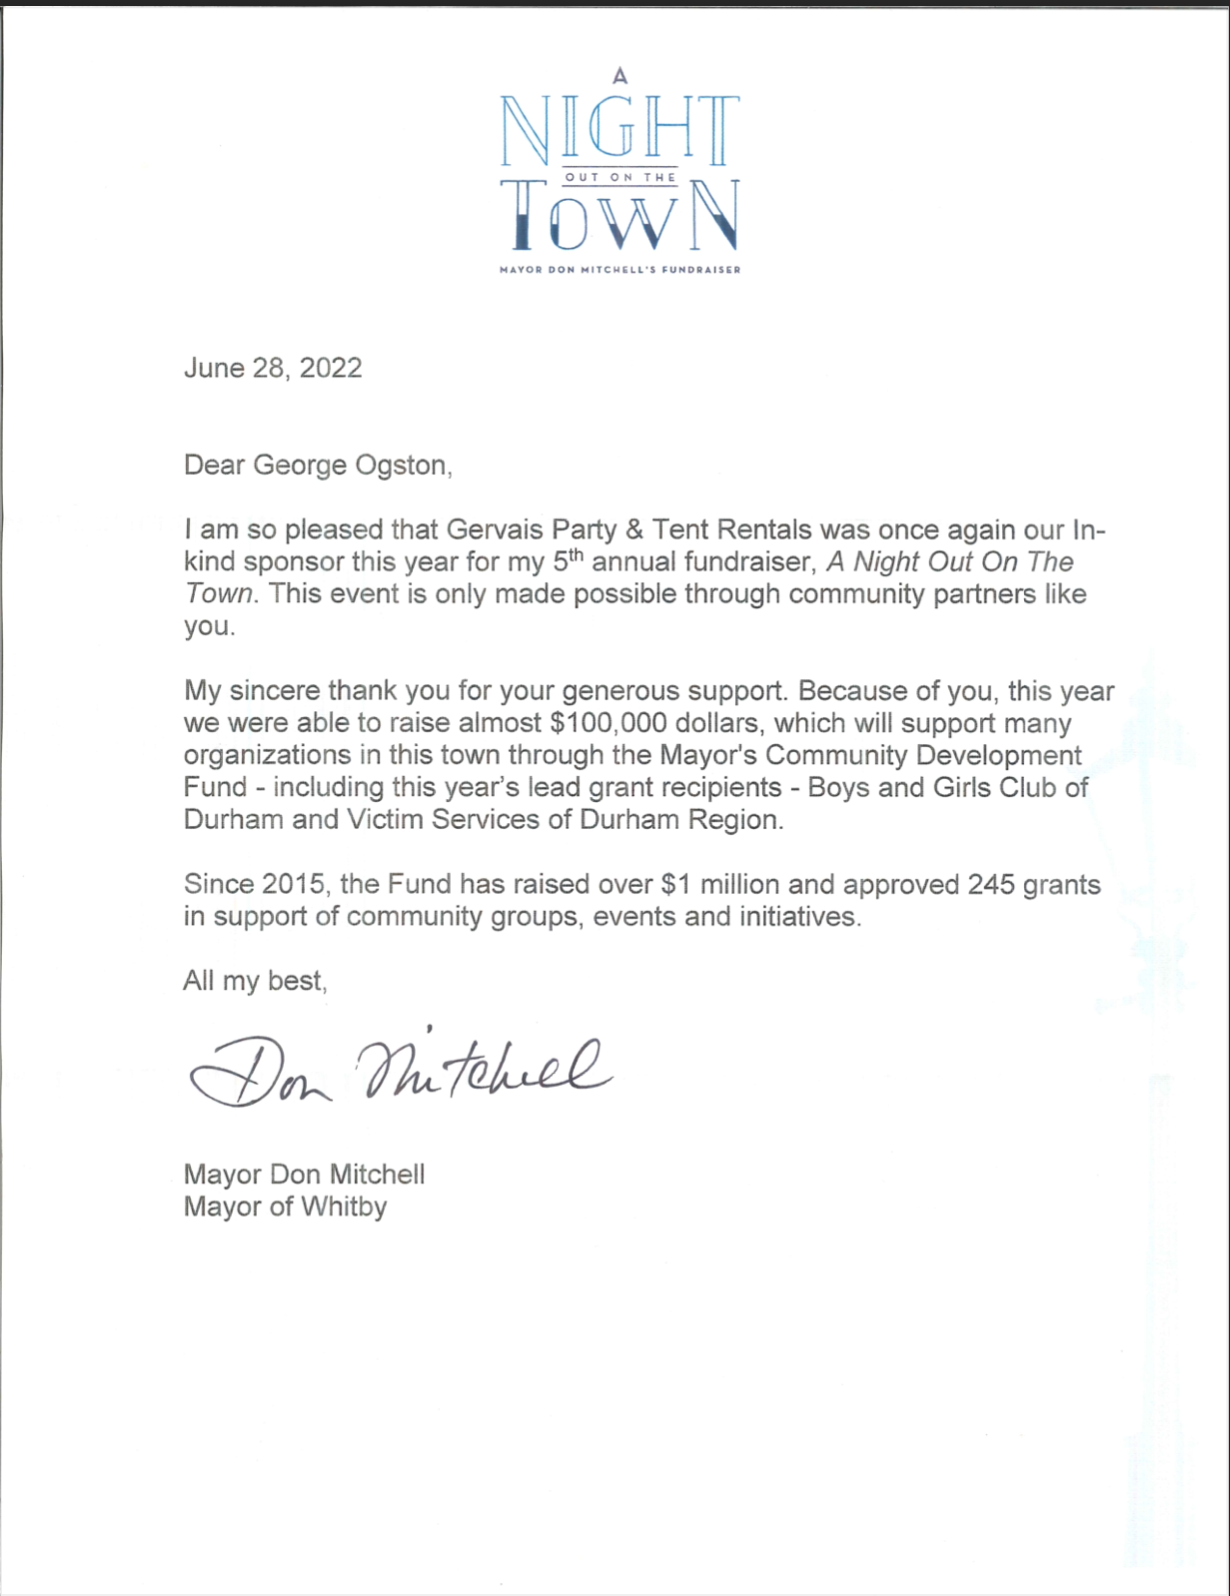 A
NIGHT
OUT ON THE
TOWN
MAYOR DON MITCHELL'S FUNDRAISER
June 28, 2022
Dear George Ogston,
I am so pleased that Gervais Party & Tent Rentals was once again our In-
kind sponsor this year for my 5th annual fundraiser, A Night Out On The
Town. This event is only made possible through community partners like
you.
My sincere thank you for your generous support. Because of you, this year
we were able to raise almost $100,000 dollars, which will support many
organizations in this town through the Mayor's Community Development
Fund - including this year's lead grant recipients - Boys and Girls Club of
Durham and Victim Services of Durham Region.
Since 2015, the Fund has raised over $1 million and approved 245 grants
in support of community groups, events and initiatives.
All my best,
Don Mitchell
Mayor Don Mitchell
Mayor of Whitby